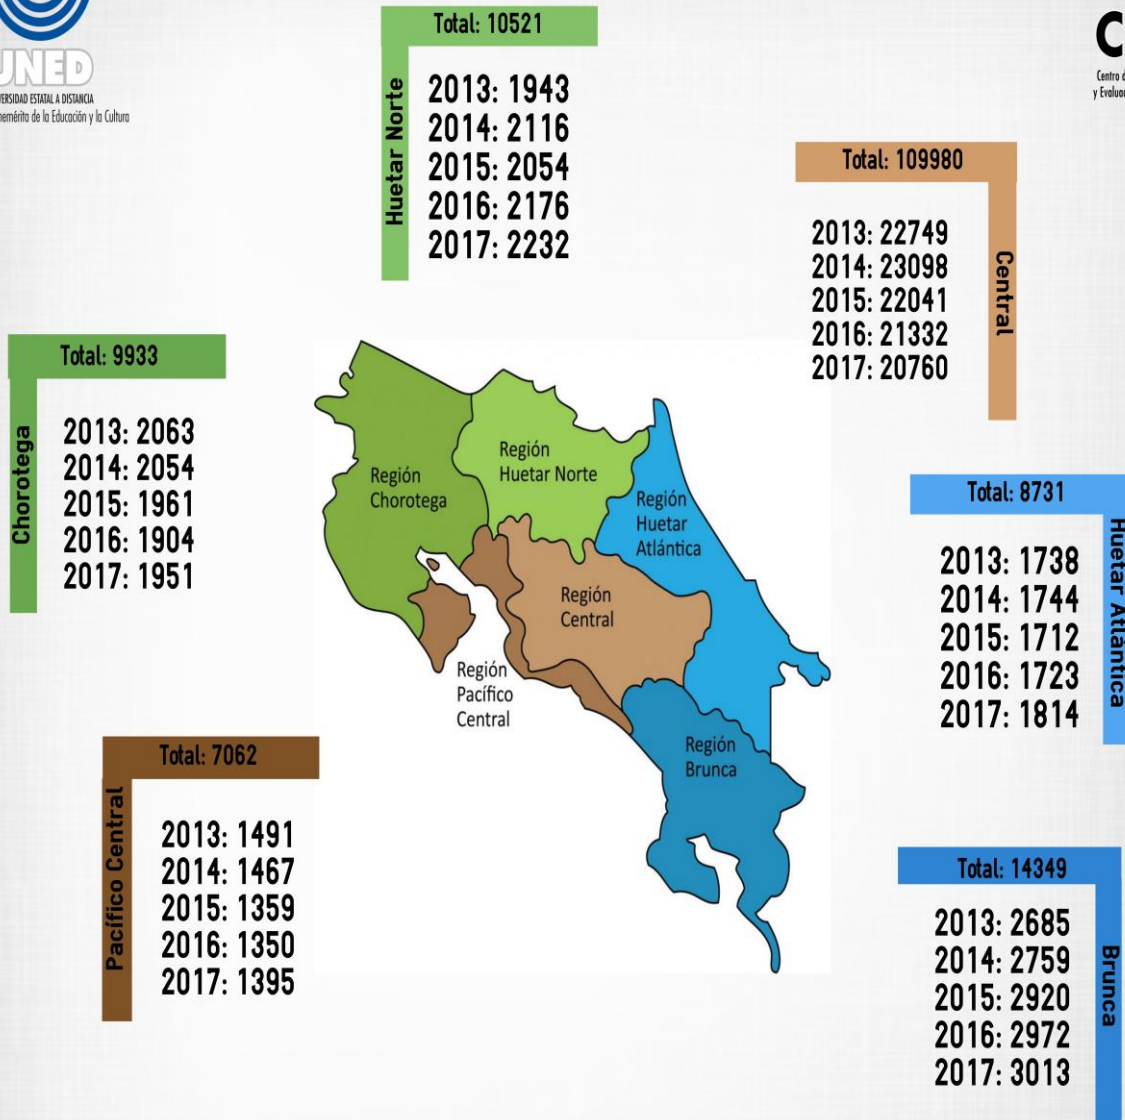 UNED
ERSIDAD ESTATAL A DISTANCIA
nemérita de la Educación y la Cultura
C
Centro d
y Evaluac
Total: 10521
Huetar Norte
2013: 1943
2014: 2116
2015: 2054
2016: 2176
2017: 2232
Total: 109980
Central
2013: 22749
2014: 23098
2015: 22041
2016: 21332
2017: 20760
Total: 9933
Chorotega
2013: 2063
2014: 2054
2015: 1961
2016: 1904
2017: 1951
Región
Chorotega
Región
Huetar Norte
Región
Huetar
Atlántica
Región
Central
Región
Pacífico
Central
Región
Brunca
Total: 8731
Huetar Atlántica
2013: 1738
2014: 1744
2015: 1712
2016: 1723
2017: 1814
Total: 7062
Pacífico Central
2013: 1491
2014: 1467
2015: 1359
2016: 1350
2017: 1395
Total: 14349
Brunca
2013: 2685
2014: 2759
2015: 2920
2016: 2972
2017: 3013